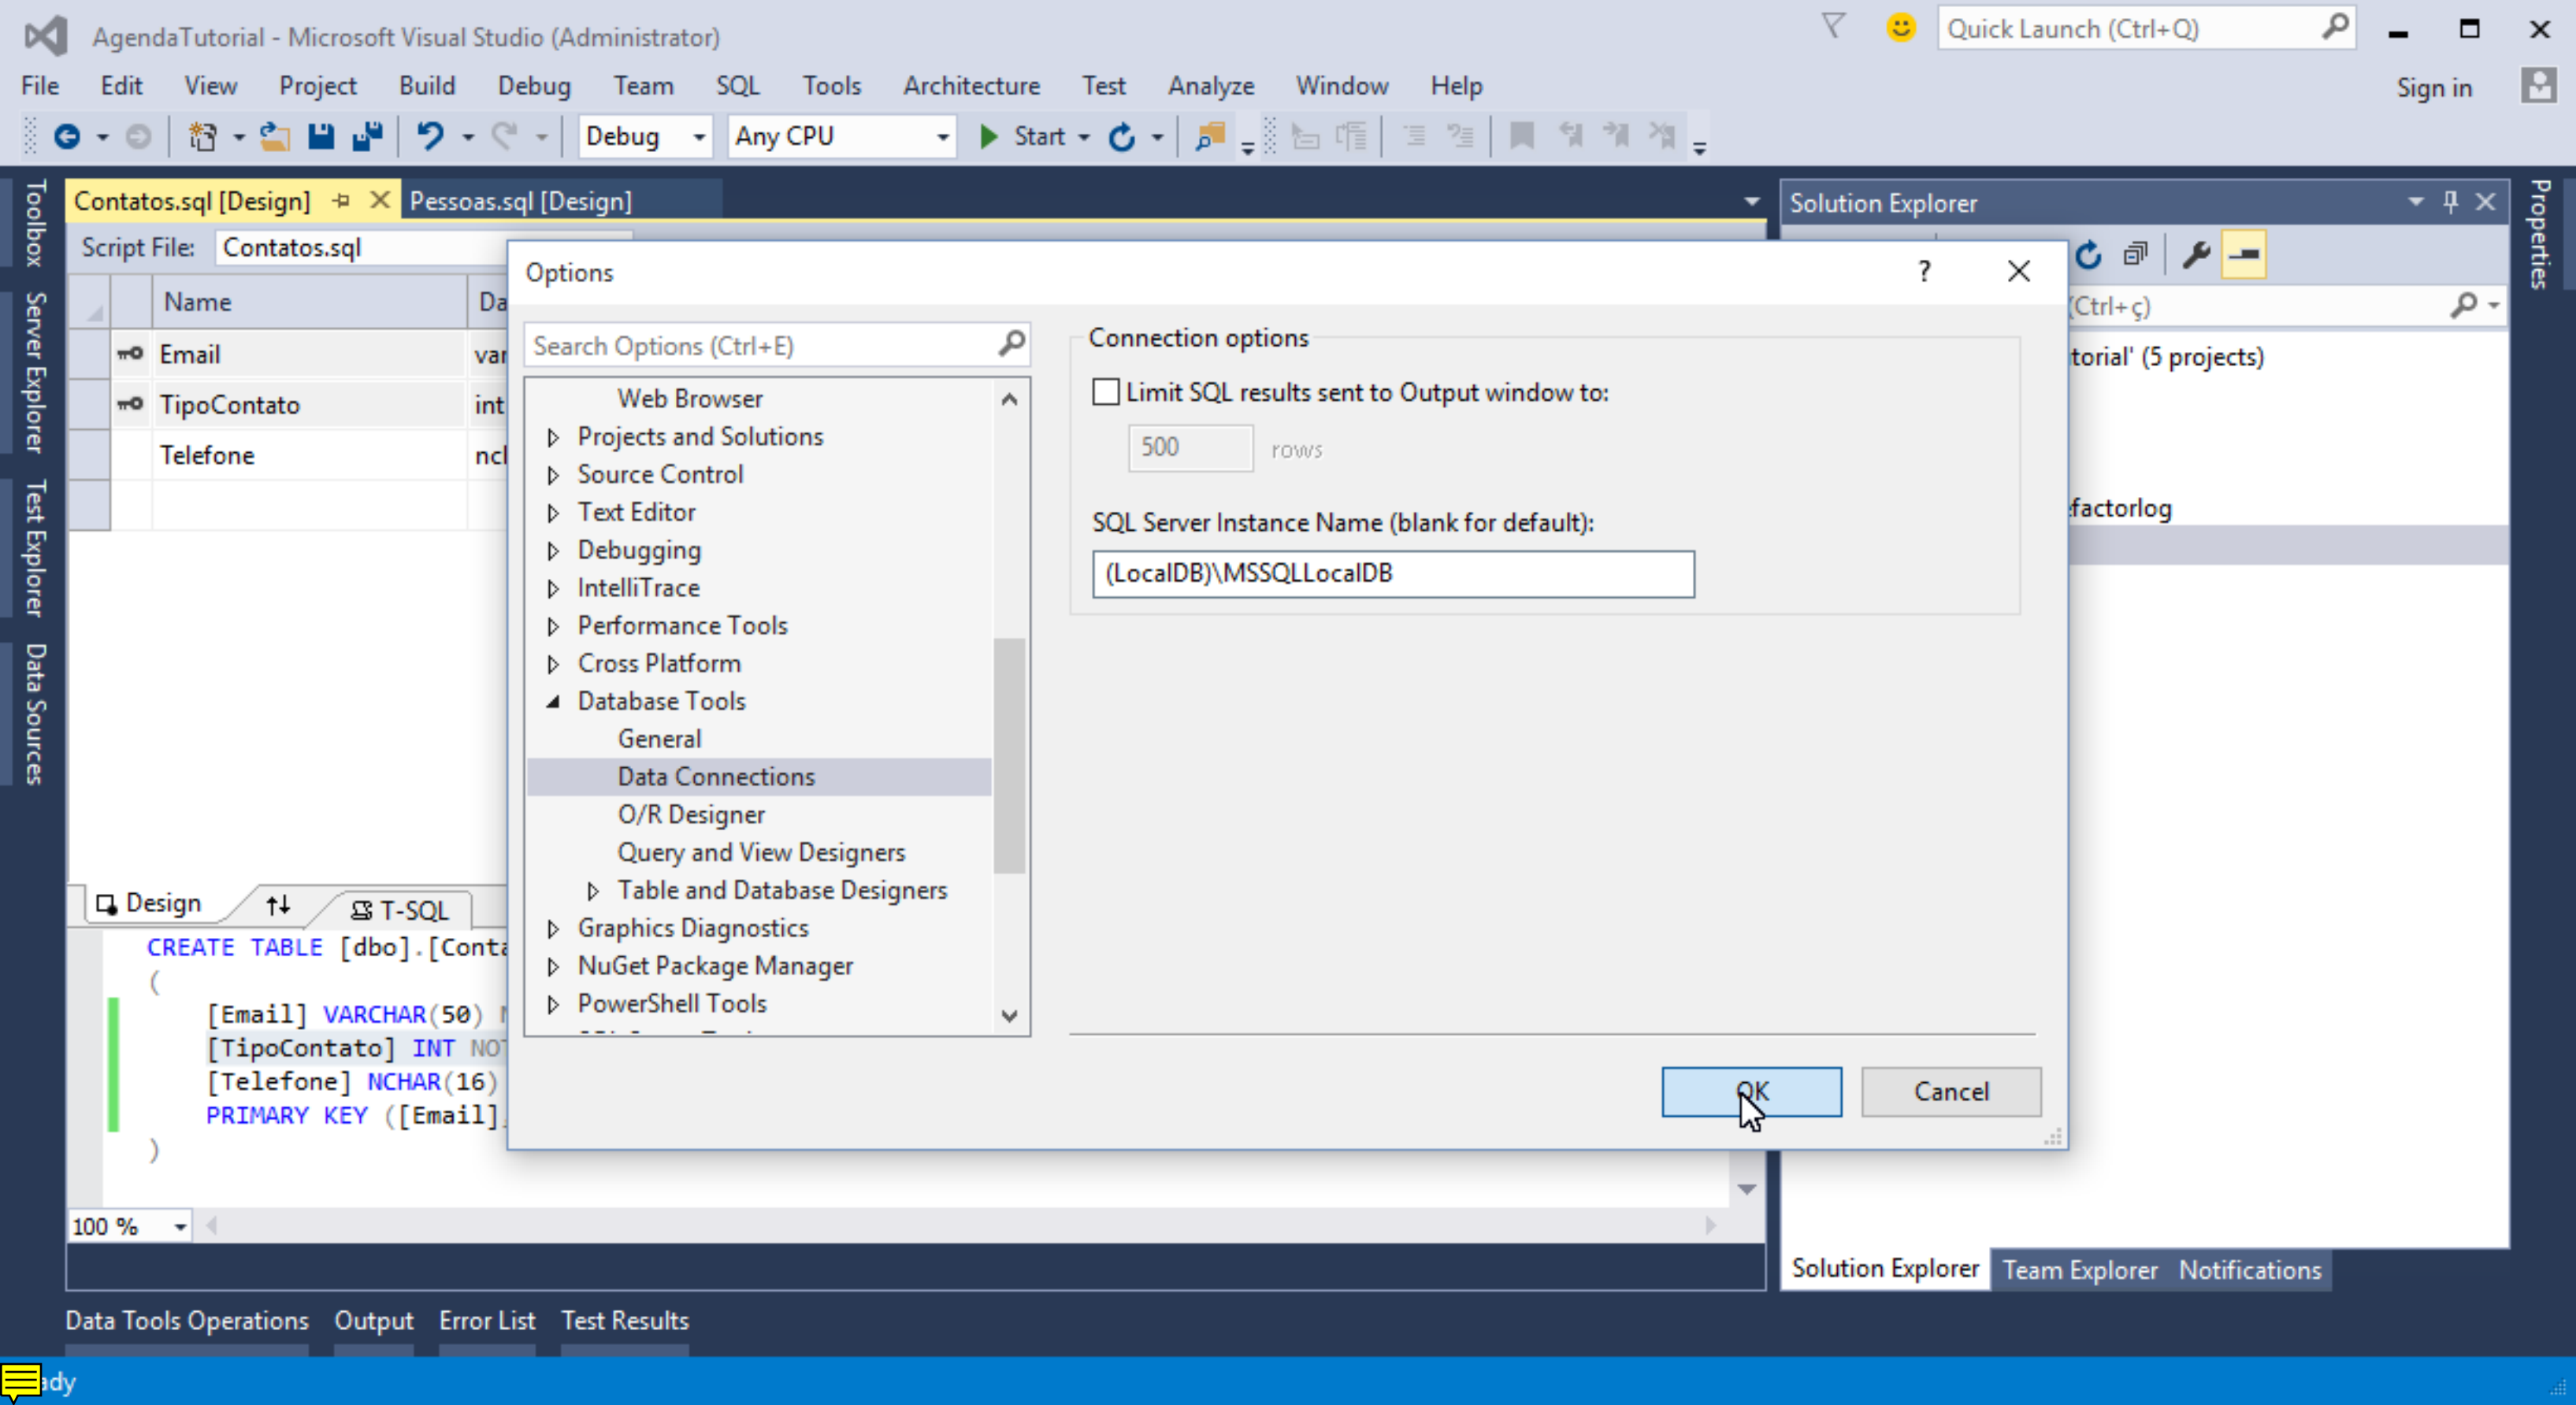 AgendaTutorial - Microsoft Visual Studio (Administrator)
Quick Launch (Ctrl+Q)
File Edit View Project Build Debug Team SQL Tools Architecture Test Analyze Window Help
Sign in
Debug Any CPU Start
Toolbox
Server Explorer
Test Explorer
Data Sources
Contatos.sql [Design] Pessoas.sql [Design]
Script File: Contatos.sql
Name Da
Email var
TipoContato int
Telefone ncl
Design T-SQL
CREATE TABLE [dbo].[Conta
(
[Email] VARCHAR(50) N
[TipoContato] INT NOT
[Telefone] NCHAR(16)
PRIMARY KEY ([Email],
)
100 %
Options
?
Search Options (Ctrl+E)
Web Browser
Projects and Solutions
Source Control
Text Editor
Debugging
IntelliTrace
Performance Tools
Cross Platform
Database Tools
General
Data Connections
O/R Designer
Query and View Designers
Table and Database Designers
Graphics Diagnostics
NuGet Package Manager
PowerShell Tools
Connection options
Limit SQL results sent to Output window to:
500 rows
SQL Server Instance Name (blank for default):
(LocalDB)\MSSQLLocalDB
OK Cancel
Solution Explorer
(Ctrl+ç)
torial' (5 projects)
factorlog
Properties
Solution Explorer Team Explorer Notifications
Data Tools Operations Output Error List Test Results
ady